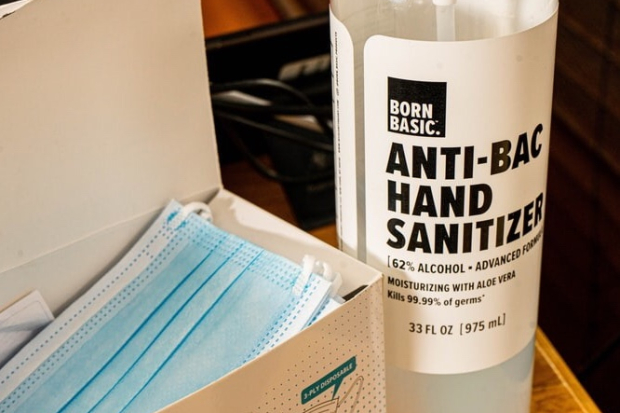 BORN
BASIC.
ANTI-BAC
HAND
SANITIZER
[62% ALCOHOL • ADVANCED
MOISTURIZING WITH ALOE VERA
Kills 99.99% of germs*
33 FL OZ [975 mL]
3-PLY DISPOSABLE